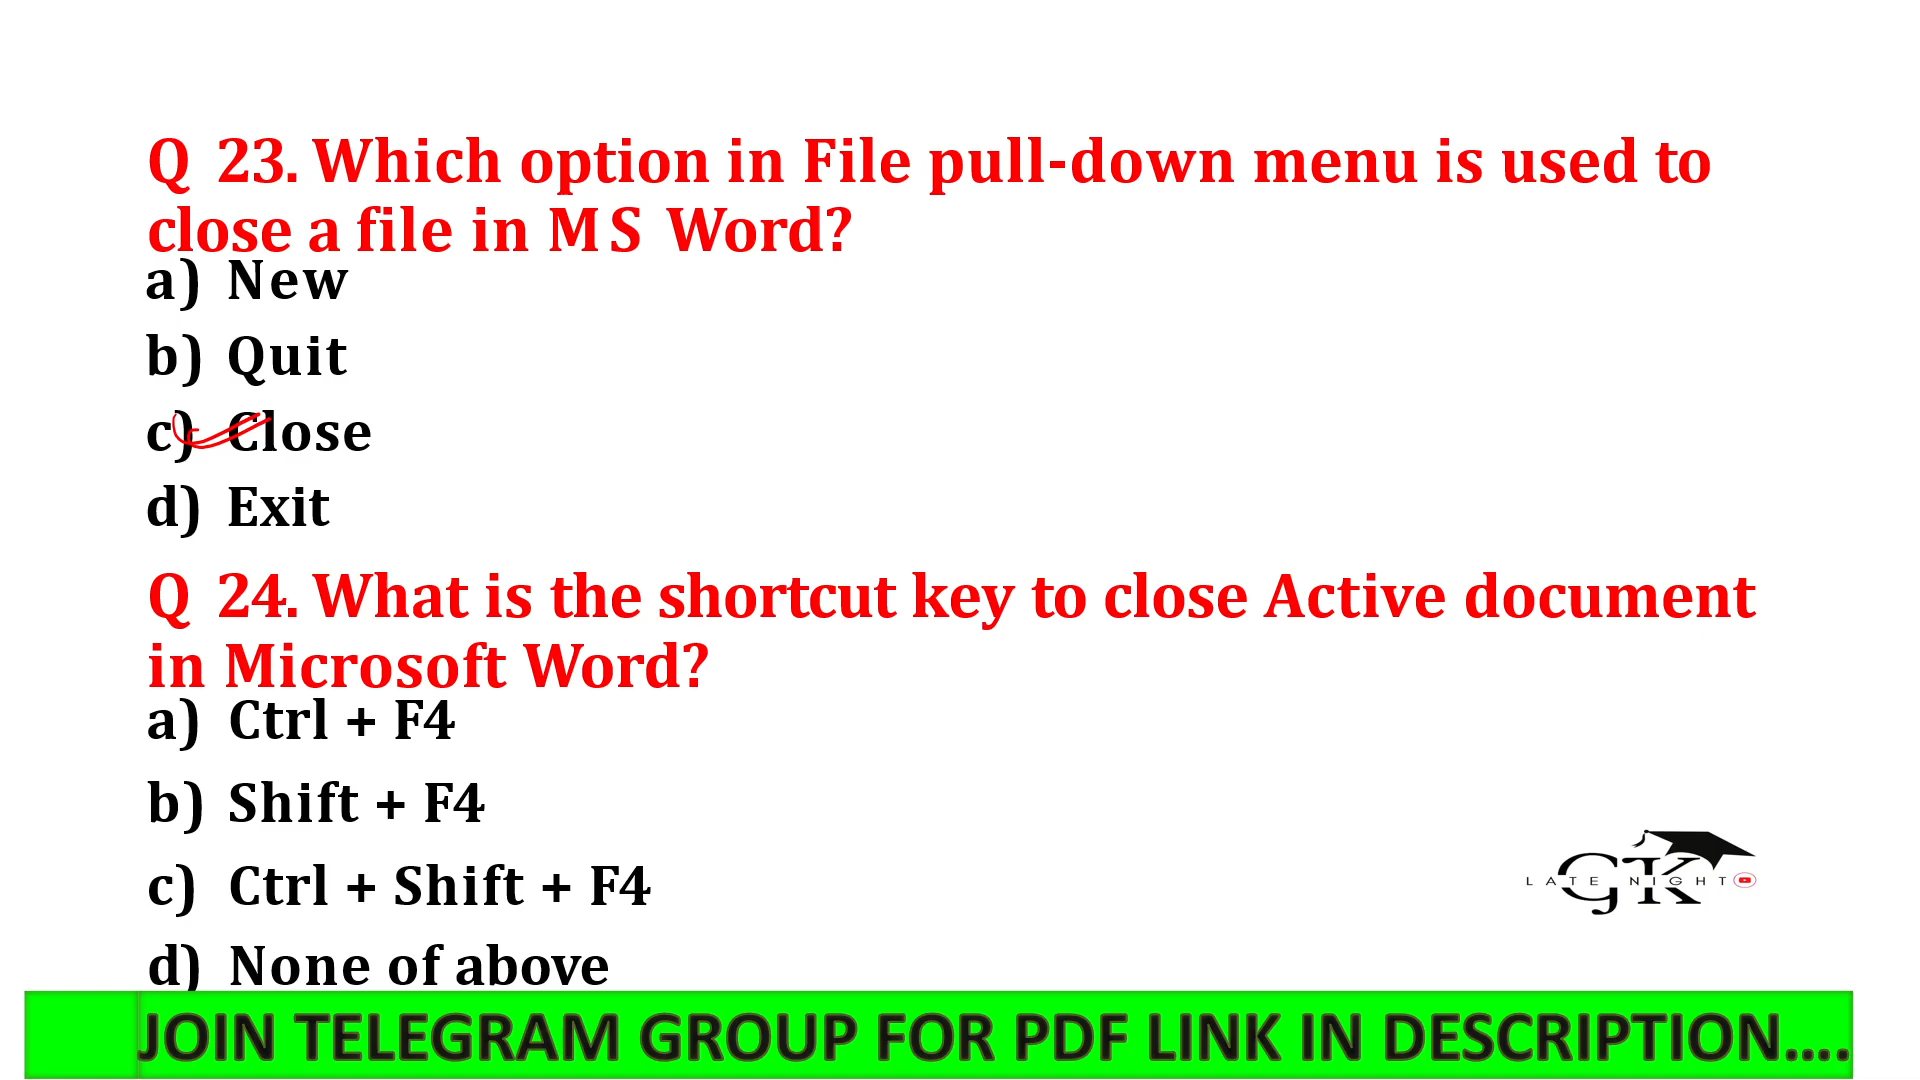 Q 23. Which option in File pull-down menu is used to
close a file in MS Word?
a) New
b) Quit
c) Close
d) Exit
Q 24. What is the shortcut key to close Active document
in Microsoft Word?
a) Ctrl + F4
b) Shift + F4
c) Ctrl + Shift + F4
d) None of above
GK
LATE NIGHT
JOIN TELEGRAM GROUP FOR PDF LINK IN DESCRIPTION....